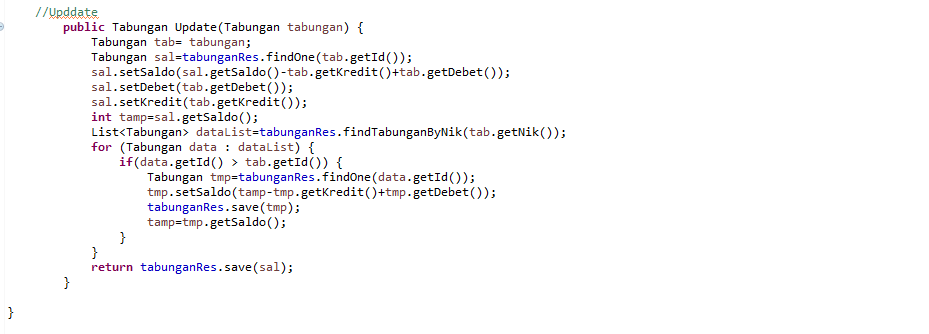 //Upddate
public Tabungan Update(Tabungan tabungan) {
Tabungan tab= tabungan;
Tabungan sal=tabunganRes.findOne(tab.getId());
sal.setSaldo(sal.getSaldo()-tab.getKredit()+tab.getDebet());
sal.setDebet(tab.getDebet());
sal.setKredit(tab.getKredit());
int tamp=sal.getSaldo();
List<Tabungan> dataList=tabunganRes.findTabunganByNik(tab.getNik());
for (Tabungan data : dataList) {
if(data.getId() > tab.getId()) {
Tabungan tmp=tabunganRes.findOne(data.getId());
tmp.setSaldo(tamp-tmp.getKredit()+tmp.getDebet());
tabunganRes.save(tmp);
tamp=tmp.getSaldo();
}
}
return tabunganRes.save(sal);
}
}